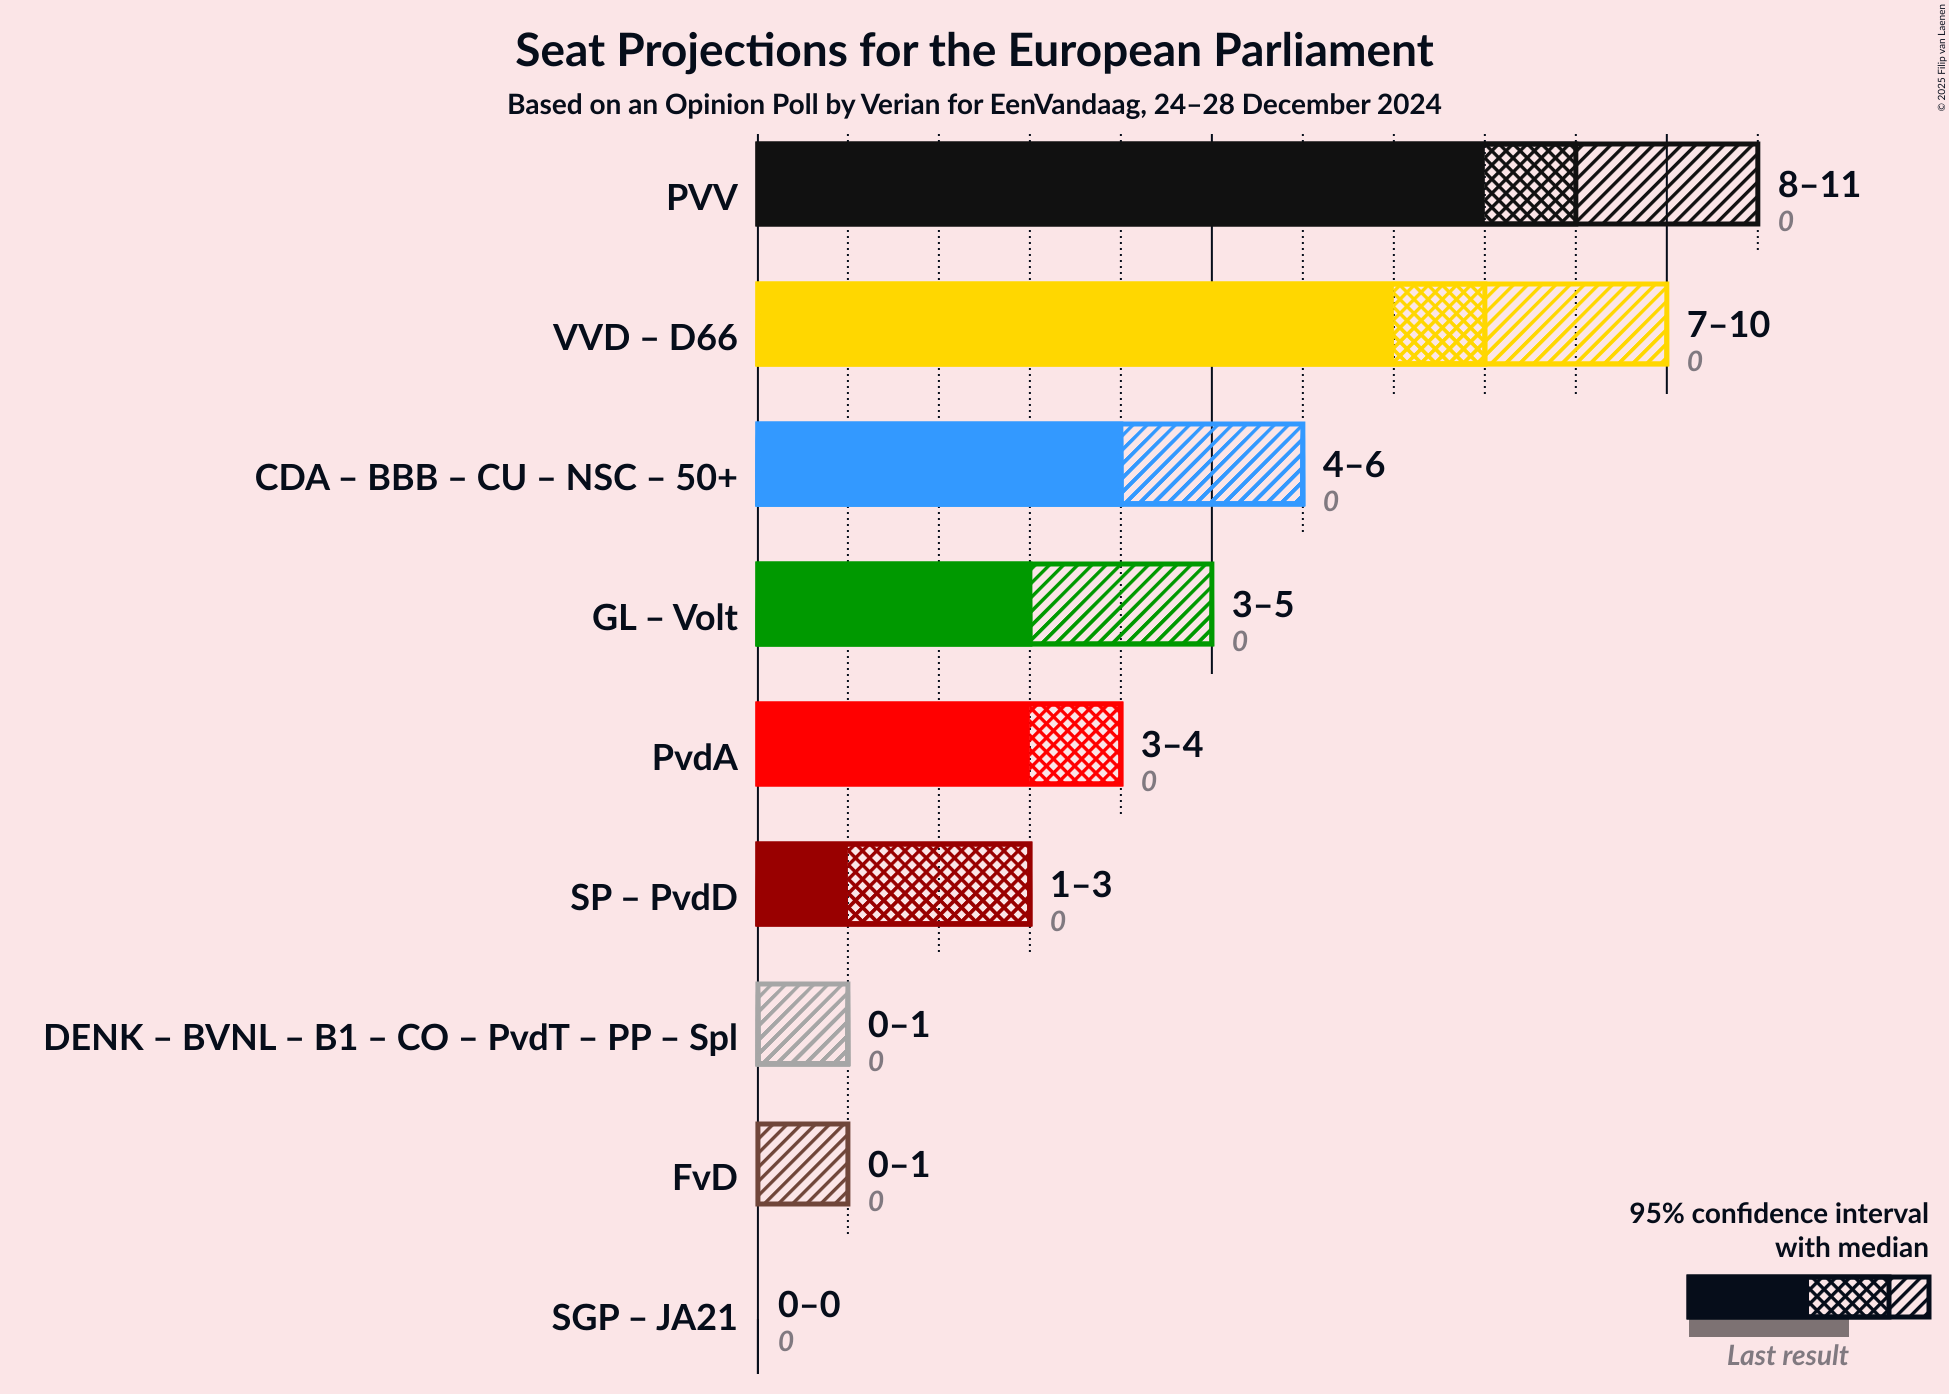 Seat Projections for the European Parliament
Based on an Opinion Poll by Verian for EenVandaag, 24–28 December 2024
© 2025 Filip van Laenen
PVV
8–11
0
VVD – D66
7–10
0
CDA – BBB – CU – NSC – 50+
4–6
0
GL – Volt
3–5
0
PvdA
3–4
0
SP – PvdD
1–3
0
DENK – BVNL – B1 – CO – PvdT – PP – Spl
0–1
0
FvD
0–1
0
SGP – JA21
0–0
0
95% confidence interval
with median
Last result